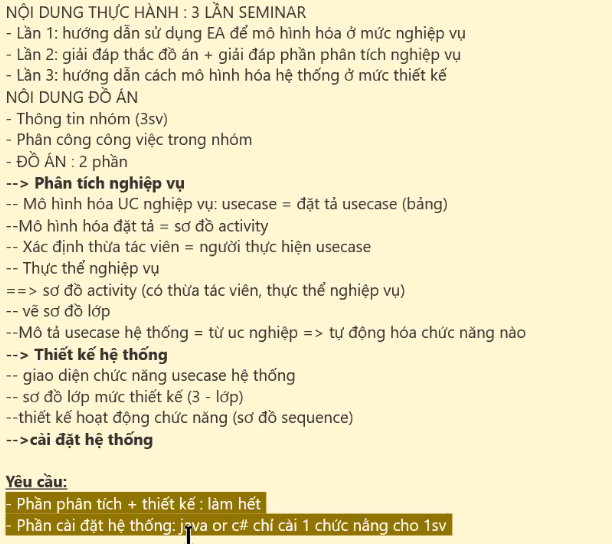 NỘI DUNG THỰC HÀNH : 3 LẦN SEMINAR
- Lần 1: hướng dẫn sử dụng EA để mô hình hóa ở mức nghiệp vụ
- Lần 2: giải đáp thắc đồ án + giải đáp phần phân tích nghiệp vụ
- Lần 3: hướng dẫn cách mô hình hóa hệ thống ở mức thiết kế
NÔI DUNG ĐỒ ÁN
- Thông tin nhóm (3sv)
- Phân công công việc trong nhóm
- ĐỒ ÁN : 2 phần
--> Phân tích nghiệp vụ
-- Mô hình hóa UC nghiệp vụ: usecase = đặt tả usecase (bảng)
--Mô hình hóa đặt tả = sơ đồ activity
-- Xác định thừa tác viên = người thực hiện usecase
-- Thực thể nghiệp vụ
==> sơ đồ activity (có thừa tác viên, thực thể nghiệp vụ)
-- vẽ sơ đồ lớp
--Mô tả usecase hệ thống = từ uc nghiệp => tự động hóa chức năng nào
--> Thiết kế hệ thống
-- giao diện chức năng usecase hệ thống
-- sơ đồ lớp mức thiết kế (3 - lớp)
--thiết kế hoạt động chức năng (sơ đồ sequence)
-->cài đặt hệ thống
Yêu cầu:
- Phần phân tích + thiết kế : làm hết
- Phần cài đặt hệ thống: java or c# chỉ cài 1 chức nằng cho 1sv